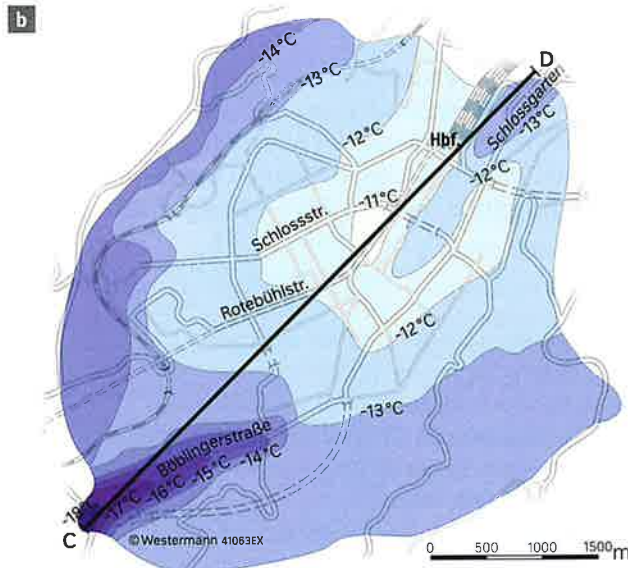 b
-14°C
-13°C
D
Schlossgarten
-13°C
Hbf.
-12°C
-12°C
-11°C
Schlossstr.
Rotebühlstr.
-12°C
-13°C
Böblingerstraße
-14°C
-15°C
-16°C
-17°C
-18°C
C
©Westermann 41063EX
0 500 1000 1500 m